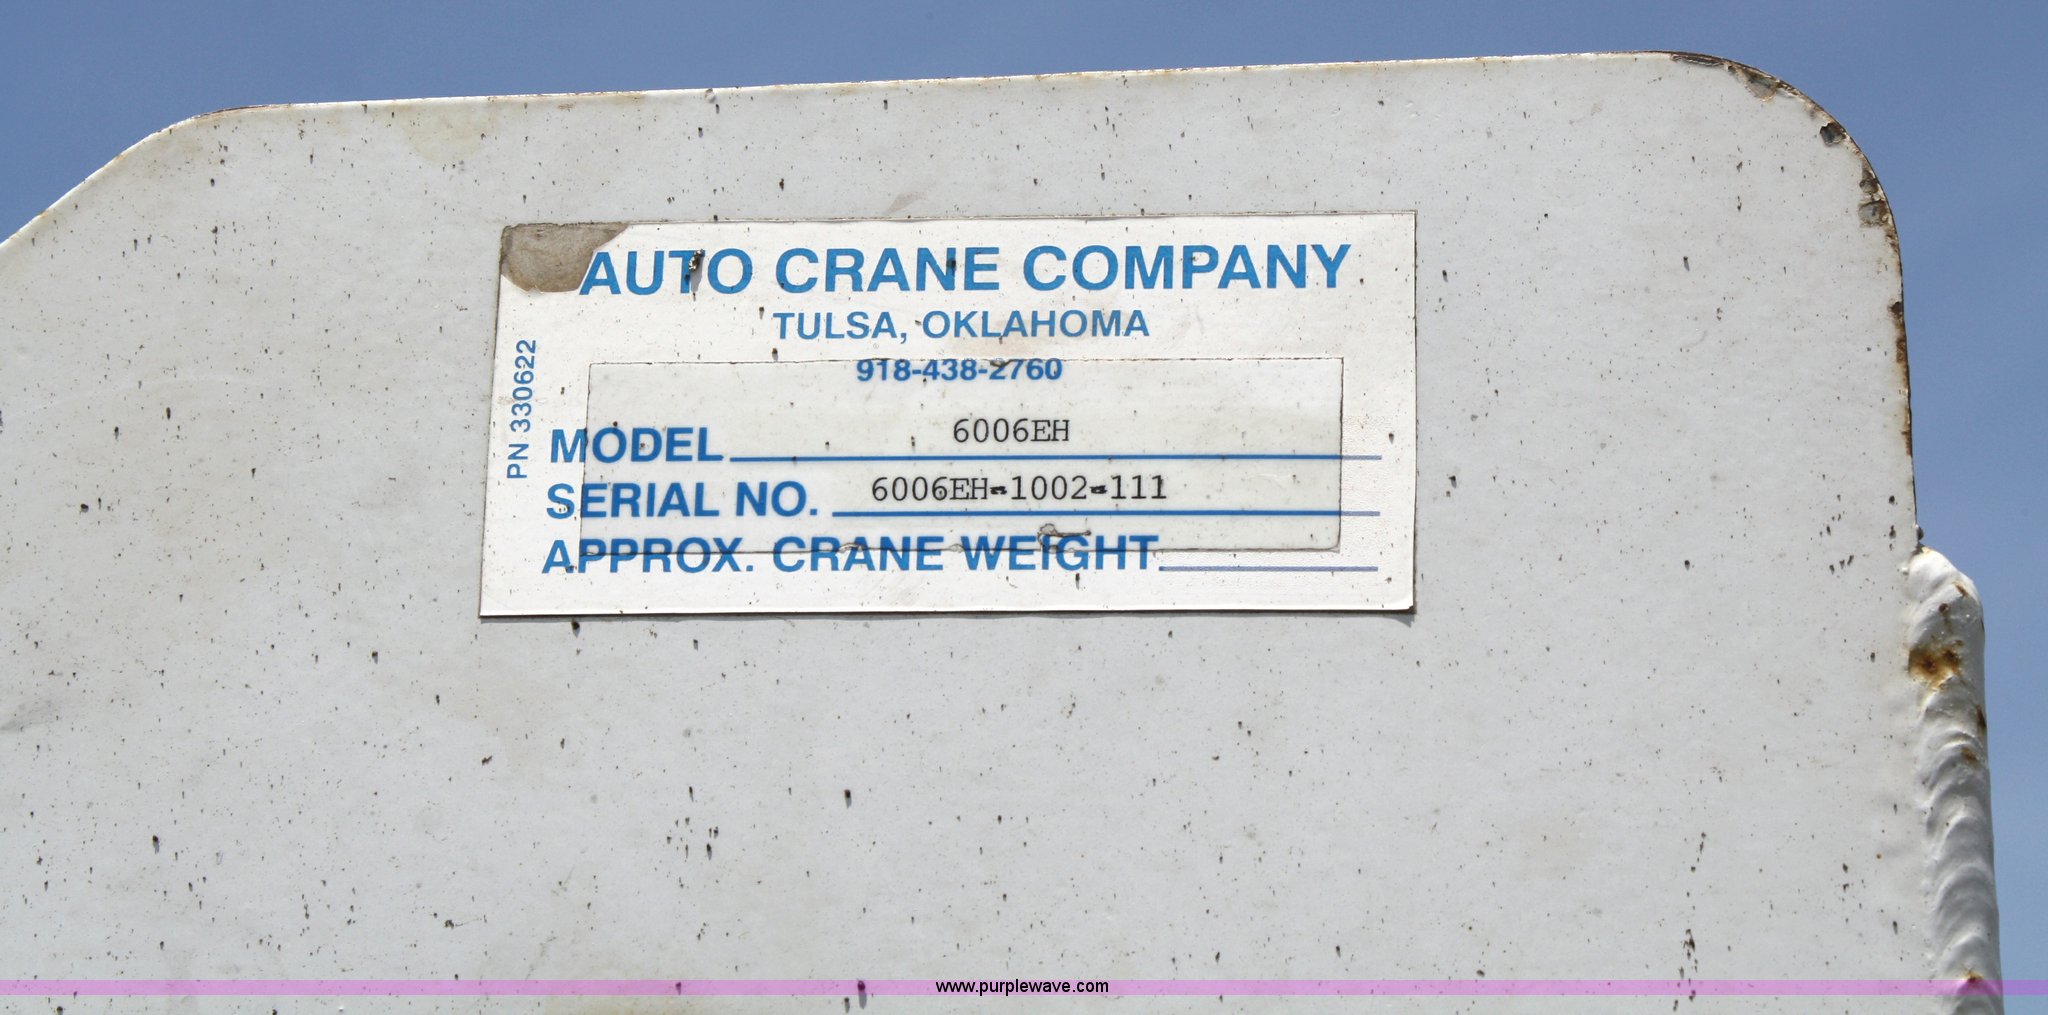 AUTO CRANE COMPANY
TULSA, OKLAHOMA
918-438-2760
PN 330622
MODEL 6006EH
SERIAL NO. 6006EH-1002-111
APPROX. CRANE WEIGHT
www.purplewave.com